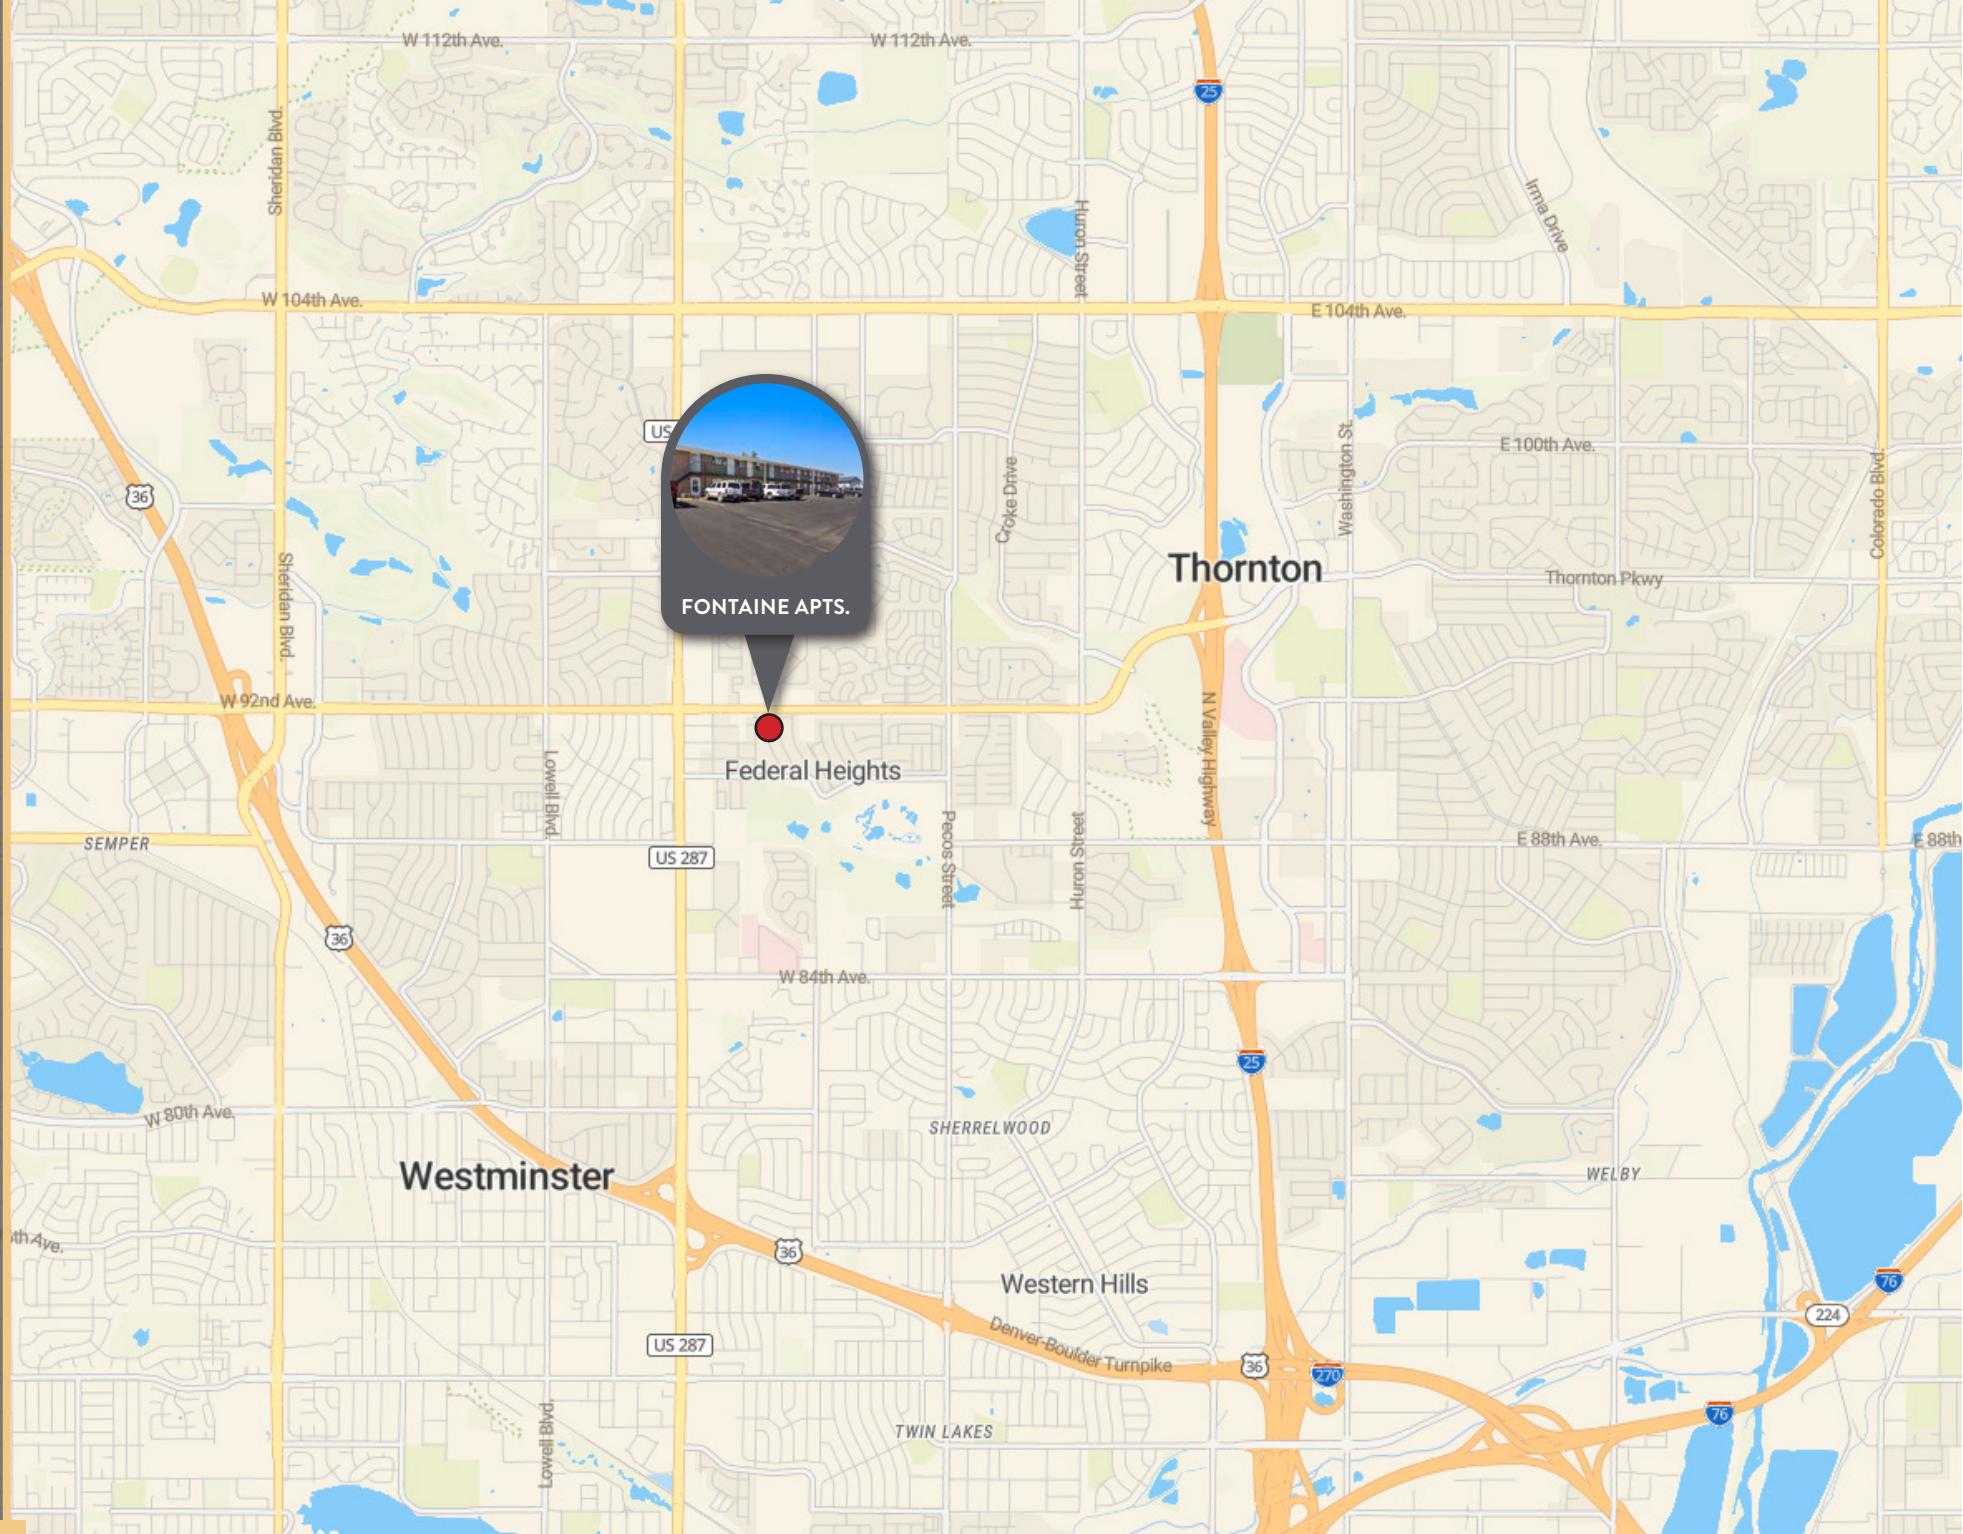 W 112th Ave.
W 112th Ave.
25
Sheridan Blvd.
Irma Drive
Huron Street
W 104th Ave.
E 104th Ave.
US
E 100th Ave.
Washington St.
Colorado Blvd.
Croke Drive
36
Thornton
Thornton Pkwy
Sheridan Blvd.
FONTAINE APTS.
W 92nd Ave.
N Valley Highway
Federal Heights
Lowell Blvd.
Pecos Street
Huron Street
SEMPER
E 88th Ave.
E 88th
US 287
36
W 84th Ave.
25
W 80th Ave.
SHERRELWOOD
Westminster
WELBY
th Ave.
36
Western Hills
76
224
Denver-Boulder Turnpike
US 287
36
270
76
Lowell Blvd.
TWIN LAKES